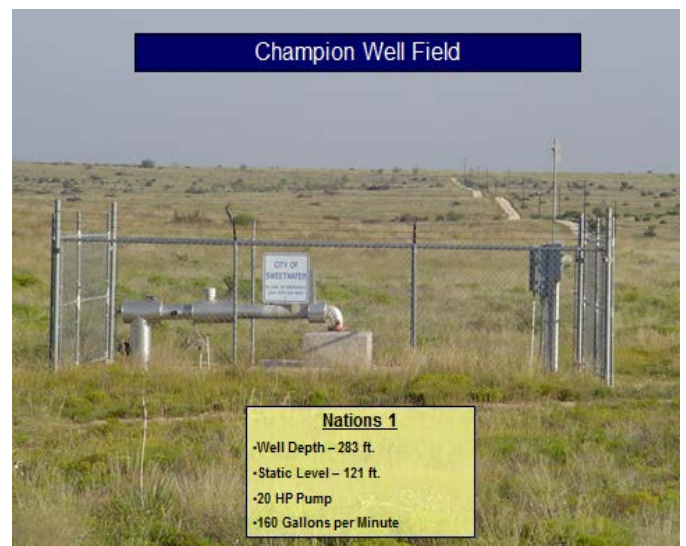 Champion Well Field
CITY OF
SWEETWATER
Nations 1
•Well Depth – 283 ft.
•Static Level – 121 ft.
•20 HP Pump
•160 Gallons per Minute